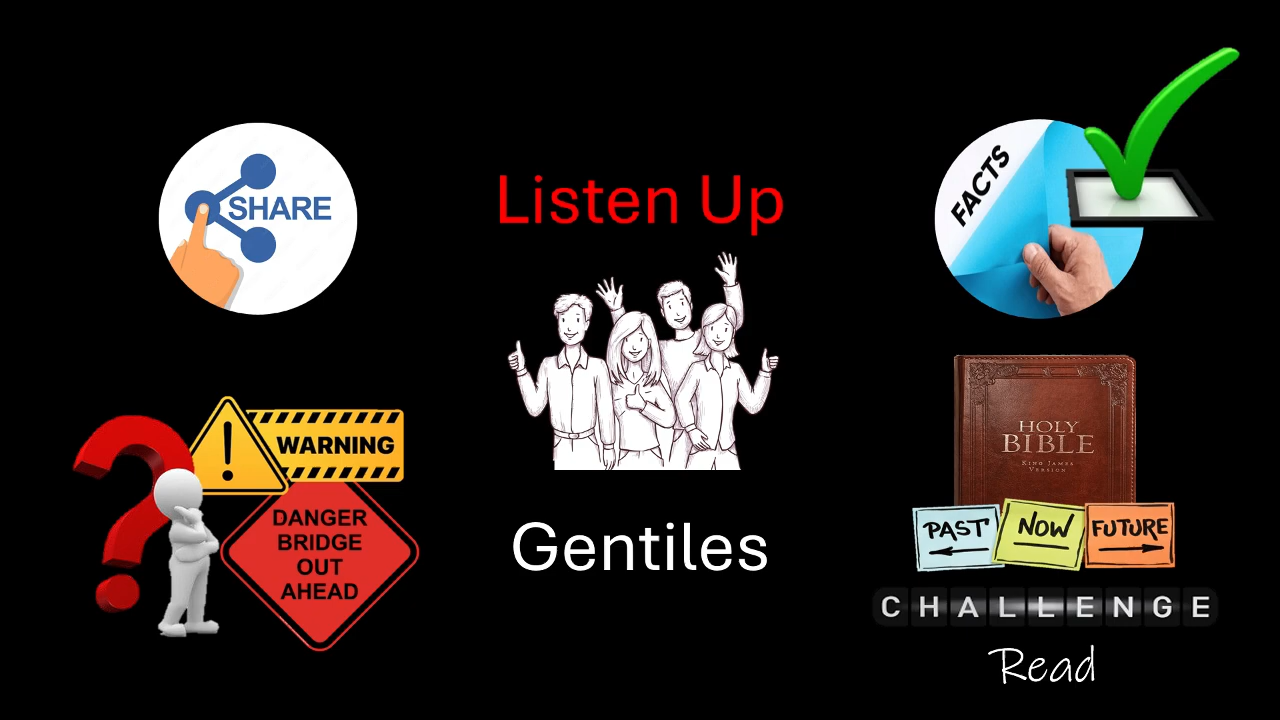 SHARE
Listen Up
FACTS
WARNING
DANGER
BRIDGE
OUT
AHEAD
Gentiles
HOLY
BIBLE
KING JAMES
VERSION
PAST
NOW
FUTURE
CHALLENGE
Read